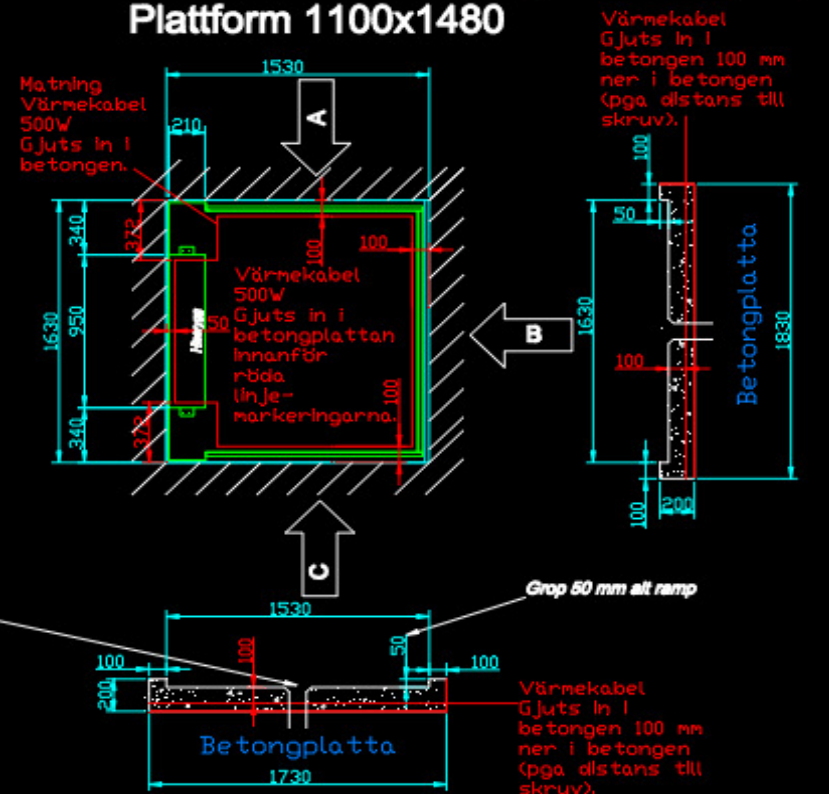 Plattform 1100x1480
Värmekabel
Gjuts in i
betongen 100 mm
ner i betongen
(pga distans till
skruv).
Matning
Värmekabel
500W
Gjuts in i
betongen.
1530
210
A
100
50
340
372
100
100
Värmekabel
500W
Gjuts in i
betongplattan
innanför
röda
linje-
markeringarna.
50
1630
950
B
1630
Betongplatta
1830
100
100
340
372
100
200
C
Grop 50 mm alt ramp
1530
100
100
50
100
200
Värmekabel
Gjuts in i
betongen 100 mm
ner i betongen
(pga distans till
skruv).
Betongplatta
1730